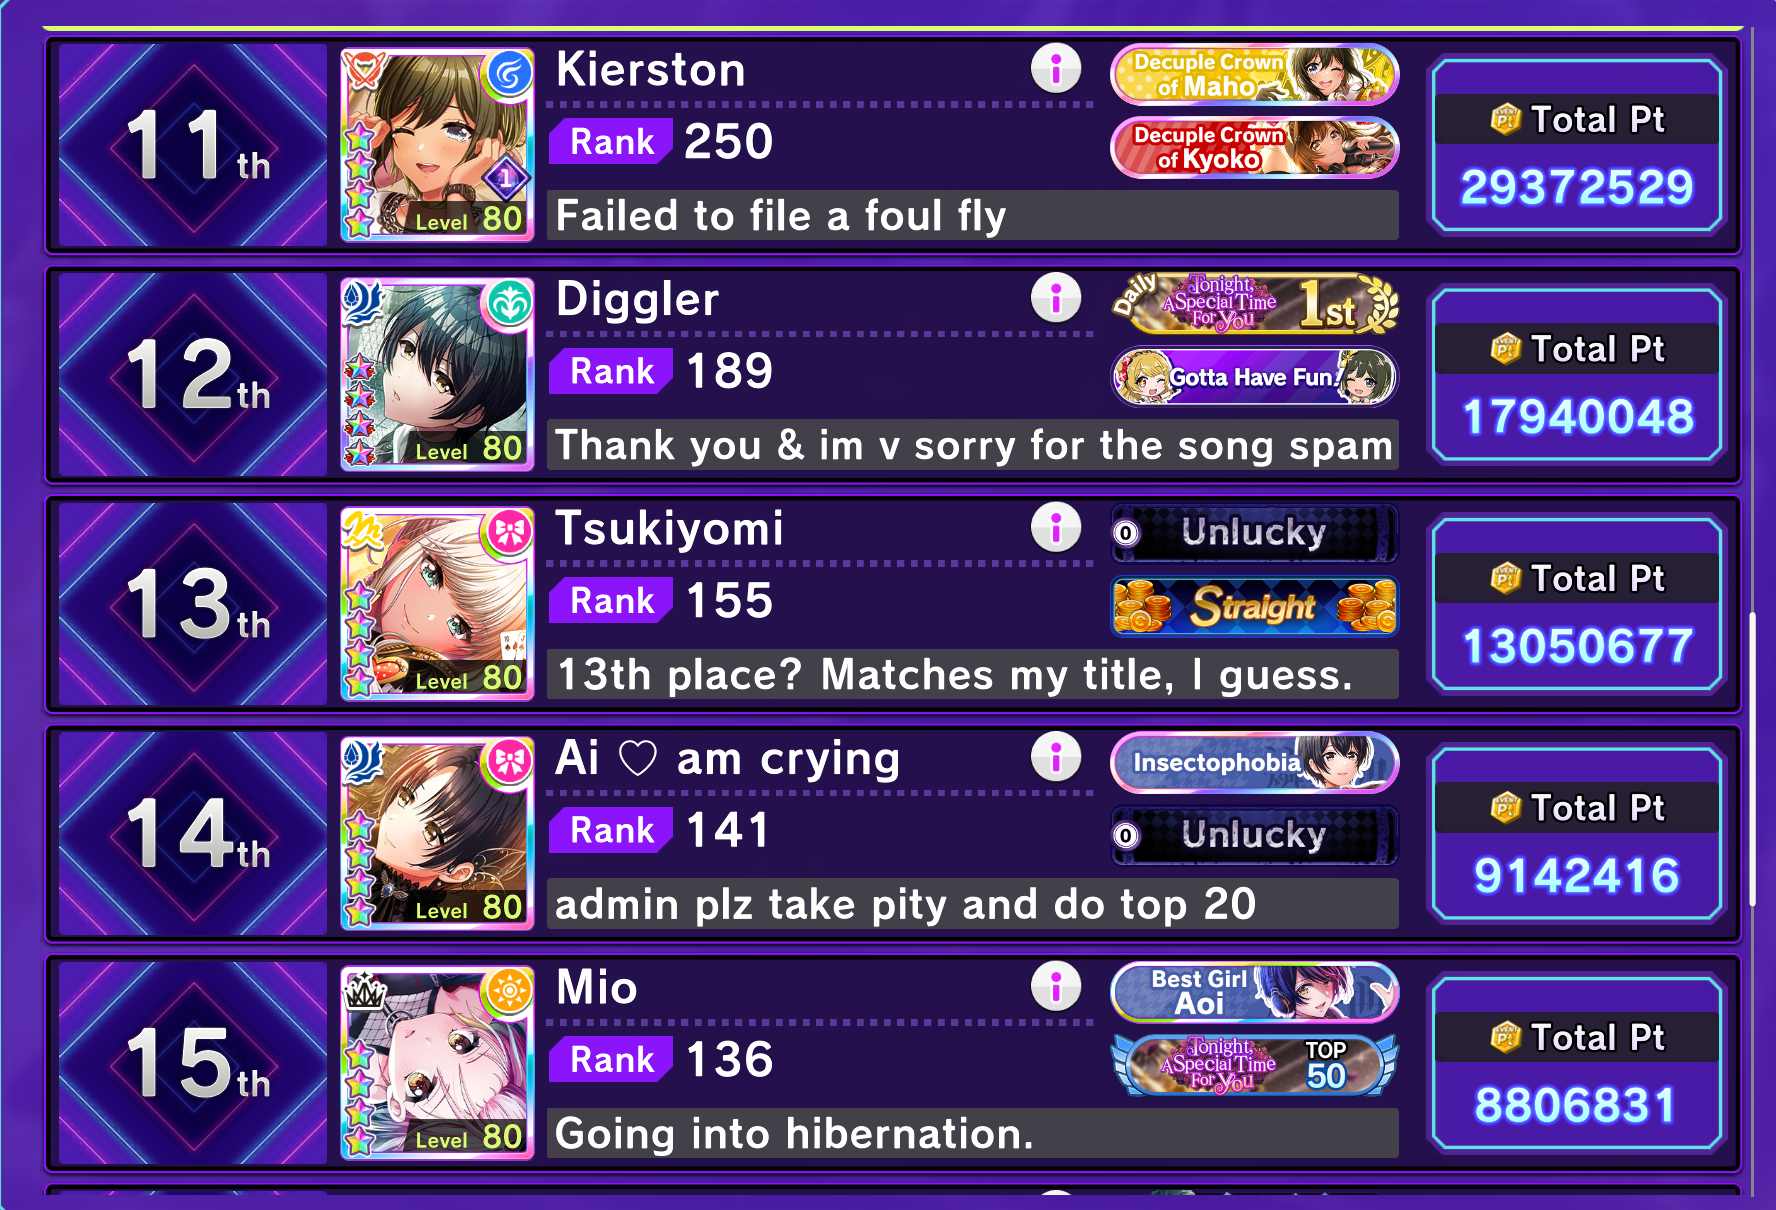 11th
Kierston
Rank 250
Failed to file a foul fly
Level 80
1
Decuple Crown
of Maho
Decuple Crown
of Kyoko
Total Pt
29372529
12th
Diggler
Rank 189
Thank you & im v sorry for the song spam
Level 80
Daily
Tonight,
A Special Time
For You
1st
Gotta Have Fun!
Total Pt
17940048
13th
Tsukiyomi
Rank 155
13th place? Matches my title, I guess.
Level 80
0 Unlucky
Straight
Total Pt
13050677
14th
Ai ♡ am crying
Rank 141
admin plz take pity and do top 20
Level 80
Insectophobia
0 Unlucky
Total Pt
9142416
15th
Mio
Rank 136
Going into hibernation.
Level 80
Best Girl
Aoi
Tonight,
A Special Time
For You
TOP
50
Total Pt
8806831